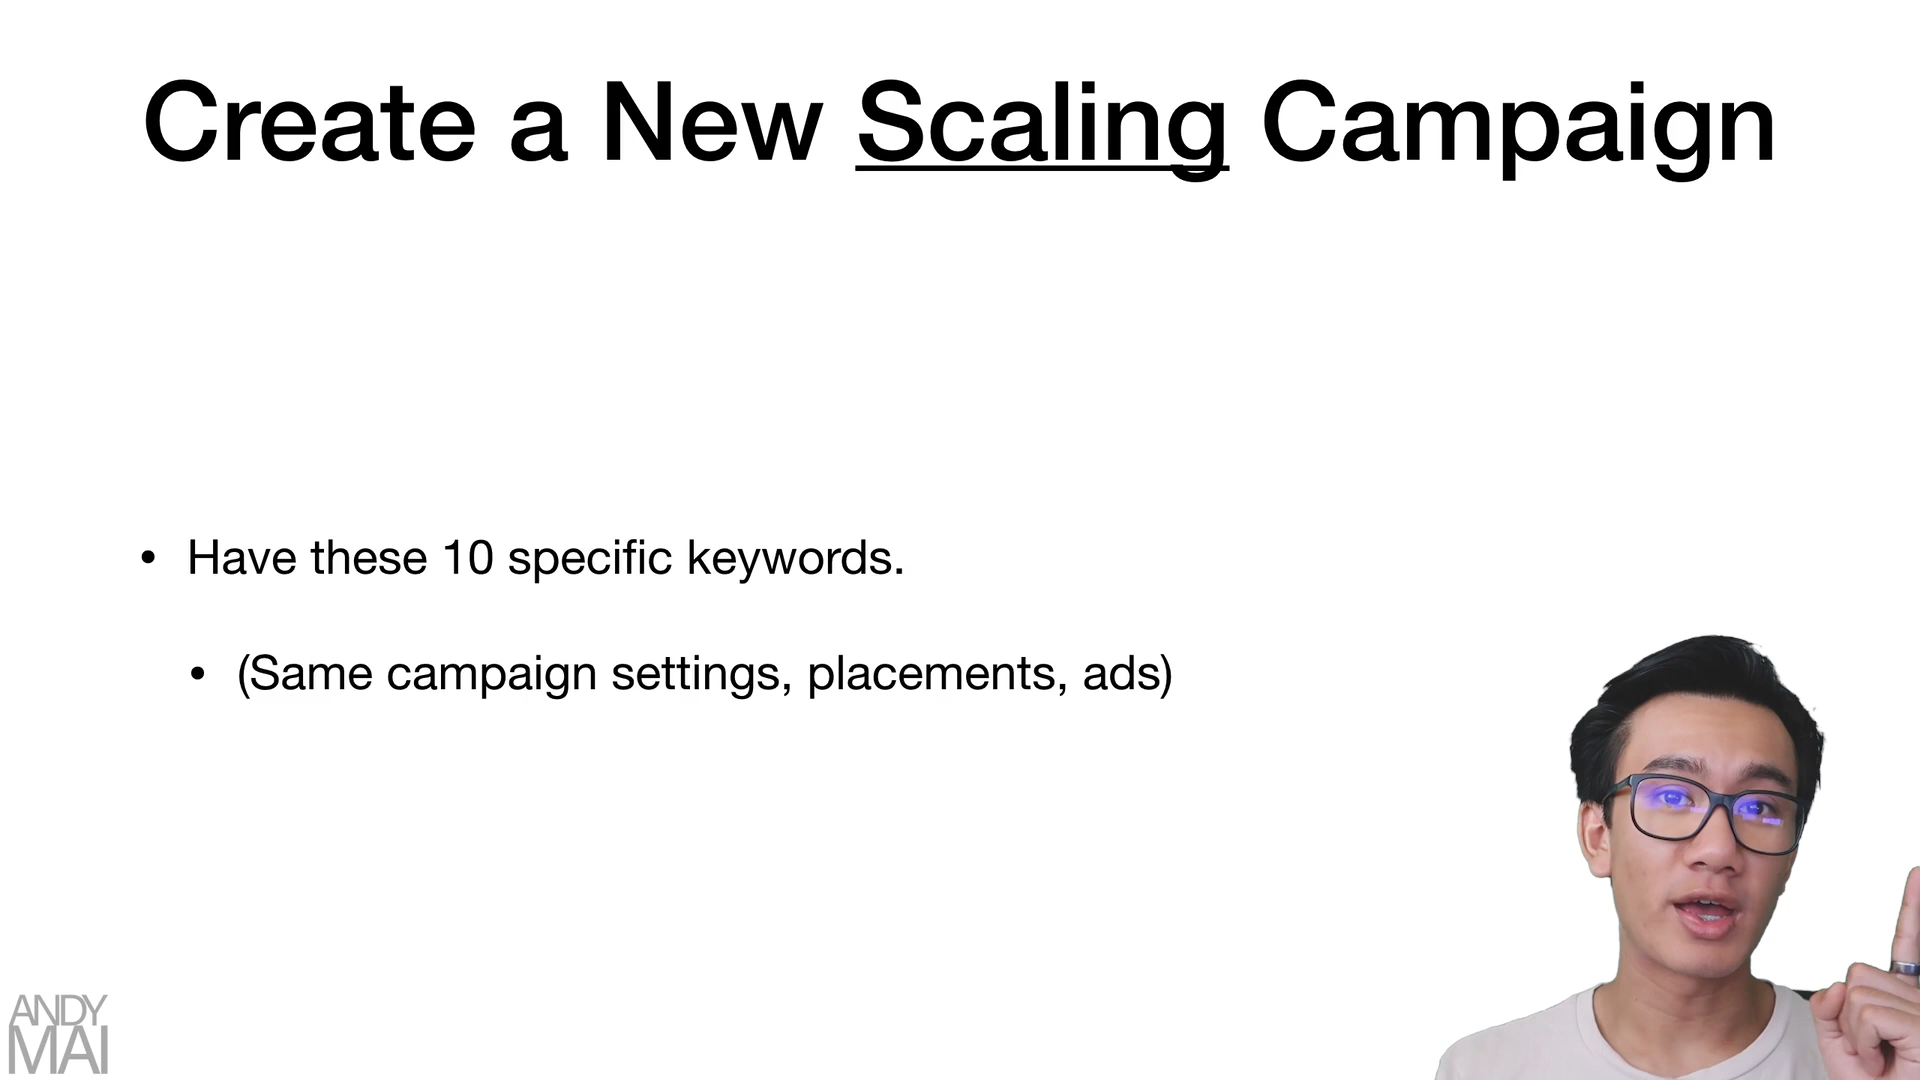 Create a New Scaling Campaign
• Have these 10 specific keywords.
• (Same campaign settings, placements, ads)
ANDY
MAI